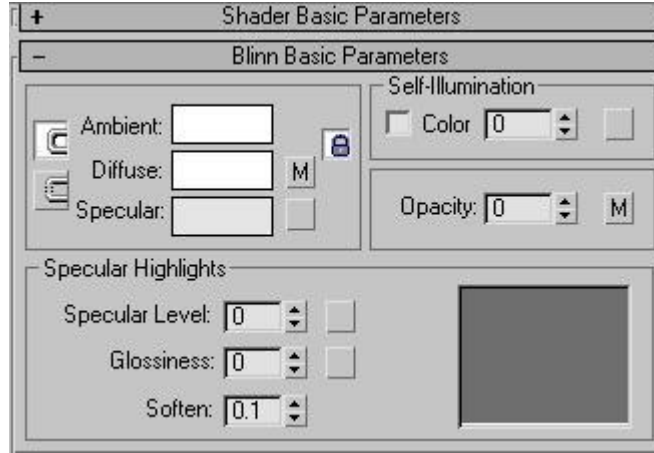 + Shader Basic Parameters
- Blinn Basic Parameters
Ambient:
Diffuse: M
Specular:
Self-Illumination
Color 0
Opacity: 0 M
Specular Highlights
Specular Level: 0
Glossiness: 0
Soften: 0.1